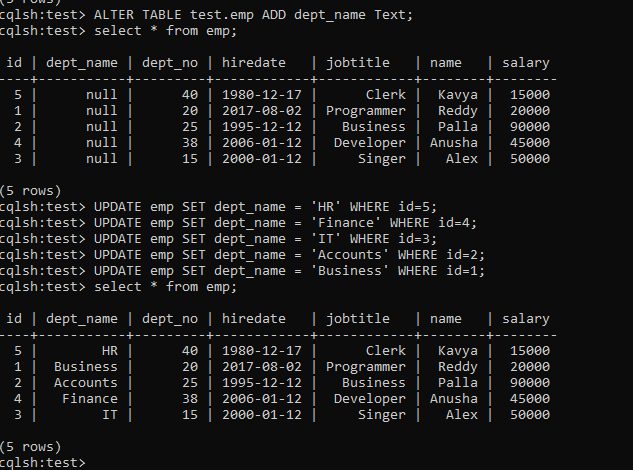 (5 rows)
cqlsh:test> ALTER TABLE test.emp ADD dept_name Text;
cqlsh:test> select * from emp;
 id | dept_name | dept_no | hiredate   | jobtitle   | name   | salary
----+-----------+---------+------------+------------+--------+--------
  5 |      null |      40 | 1980-12-17 |      Clerk |  Kavya |  15000
  1 |      null |      20 | 2017-08-02 | Programmer |  Reddy |  20000
  2 |      null |      25 | 1995-12-12 |   Business |  Palla |  90000
  4 |      null |      38 | 2006-01-12 |  Developer | Anusha |  45000
  3 |      null |      15 | 2000-01-12 |     Singer |   Alex |  50000
(5 rows)
cqlsh:test> UPDATE emp SET dept_name = 'HR' WHERE id=5;
cqlsh:test> UPDATE emp SET dept_name = 'Finance' WHERE id=4;
cqlsh:test> UPDATE emp SET dept_name = 'IT' WHERE id=3;
cqlsh:test> UPDATE emp SET dept_name = 'Accounts' WHERE id=2;
cqlsh:test> UPDATE emp SET dept_name = 'Business' WHERE id=1;
cqlsh:test> select * from emp;
 id | dept_name | dept_no | hiredate   | jobtitle   | name   | salary
----+-----------+---------+------------+------------+--------+--------
  5 |        HR |      40 | 1980-12-17 |      Clerk |  Kavya |  15000
  1 |  Business |      20 | 2017-08-02 | Programmer |  Reddy |  20000
  2 |  Accounts |      25 | 1995-12-12 |   Business |  Palla |  90000
  4 |   Finance |      38 | 2006-01-12 |  Developer | Anusha |  45000
  3 |        IT |      15 | 2000-01-12 |     Singer |   Alex |  50000
(5 rows)
cqlsh:test>